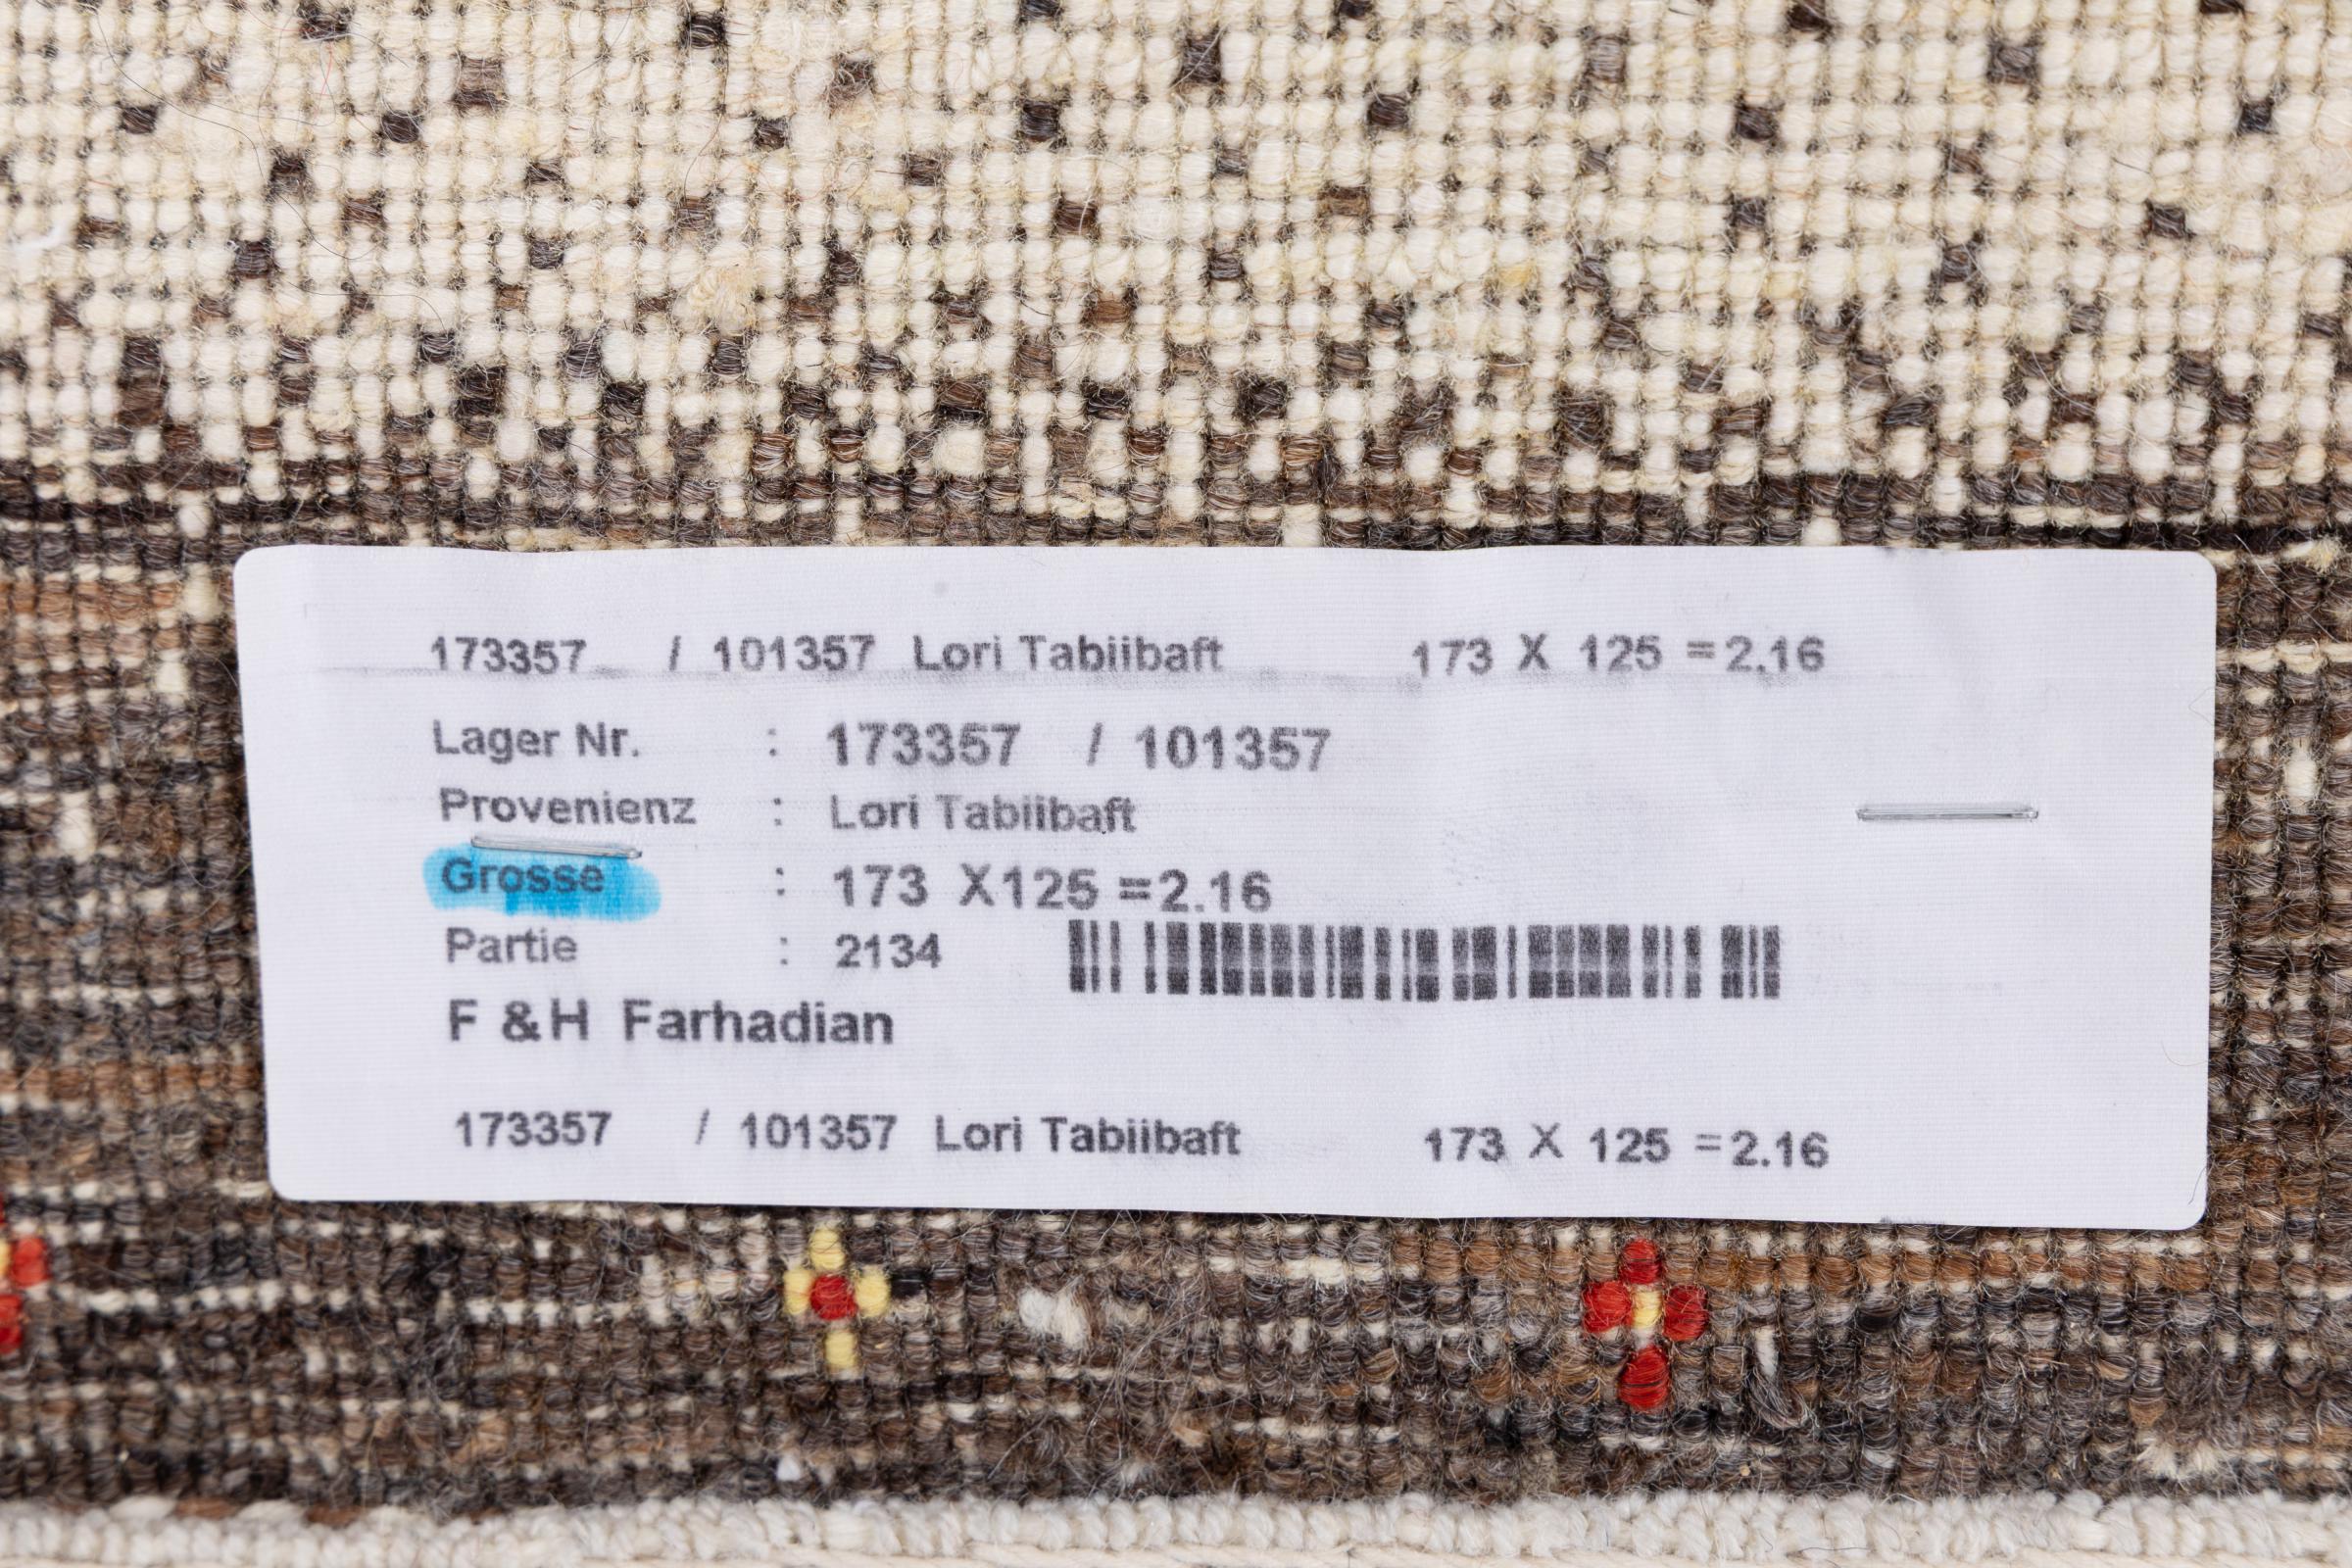 173357 / 101357 Lori Tabiibaft 173 X 125 =2.16
Lager Nr. : 173357 / 101357
Provenienz : Lori Tabiibaft
Grosse : 173 X125 =2.16
Partie : 2134
F &H Farhadian
173357 / 101357 Lori Tabiibaft 173 X 125 =2.16